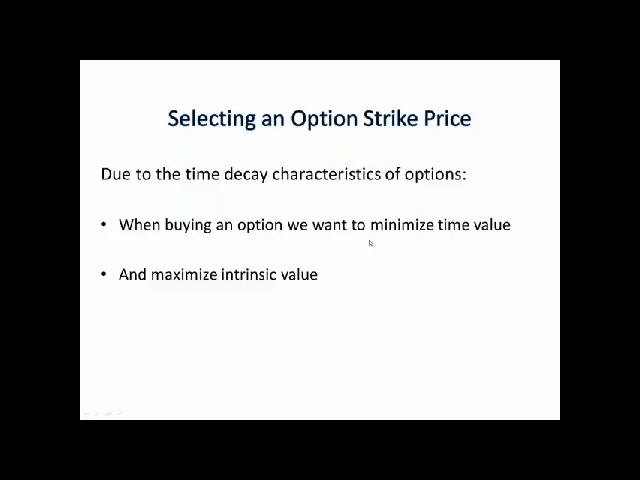 Selecting an Option Strike Price
Due to the time decay characteristics of options:
• When buying an option we want to minimize time value
• And maximize intrinsic value